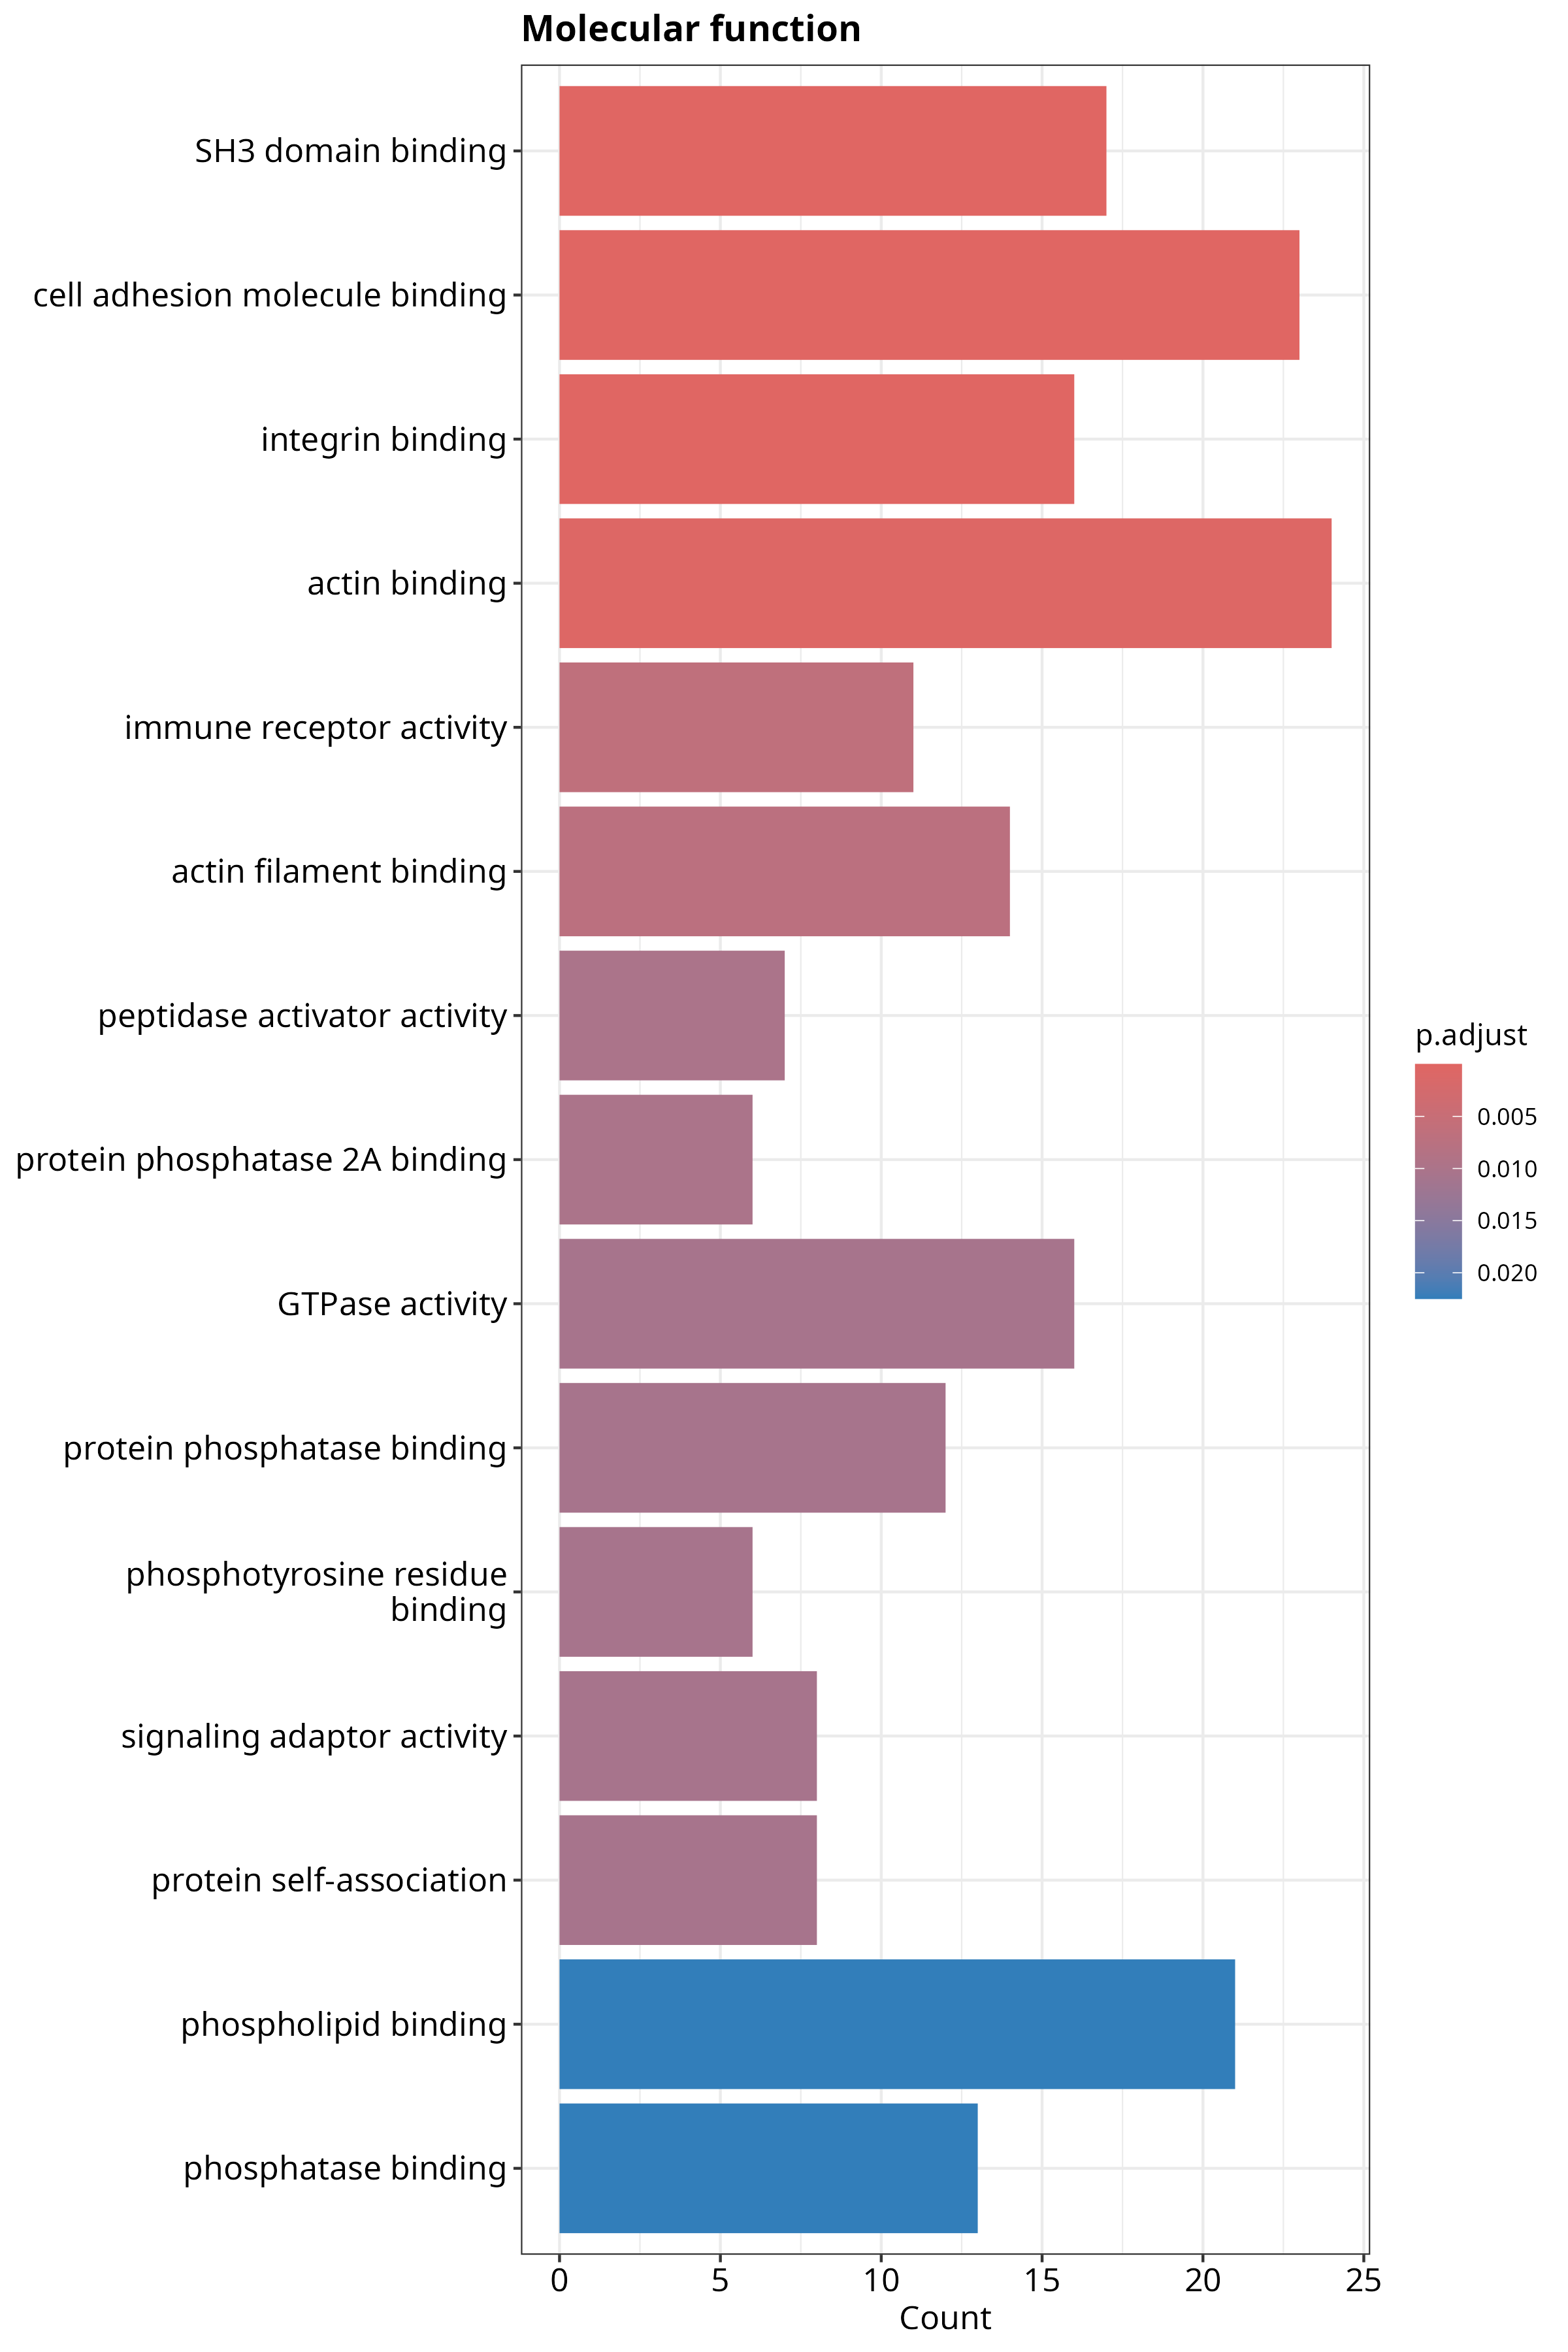 Molecular function
SH3 domain binding
cell adhesion molecule binding
integrin binding
actin binding
immune receptor activity
actin filament binding
peptidase activator activity
protein phosphatase 2A binding
GTPase activity
protein phosphatase binding
phosphotyrosine residue
binding
signaling adaptor activity
protein self-association
phospholipid binding
phosphatase binding
0 5 10 15 20 25
Count
p.adjust
0.005
0.010
0.015
0.020